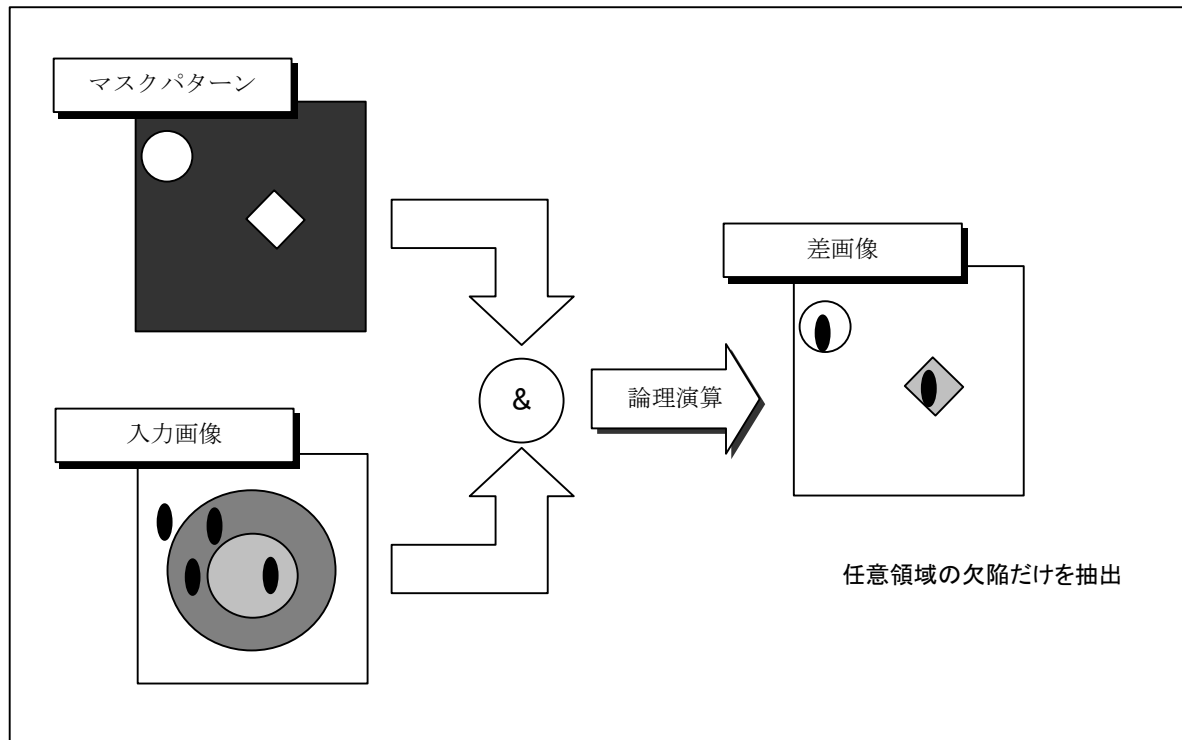 マスクパターン
差画像
&
論理演算
入力画像
任意領域の欠陥だけを抽出